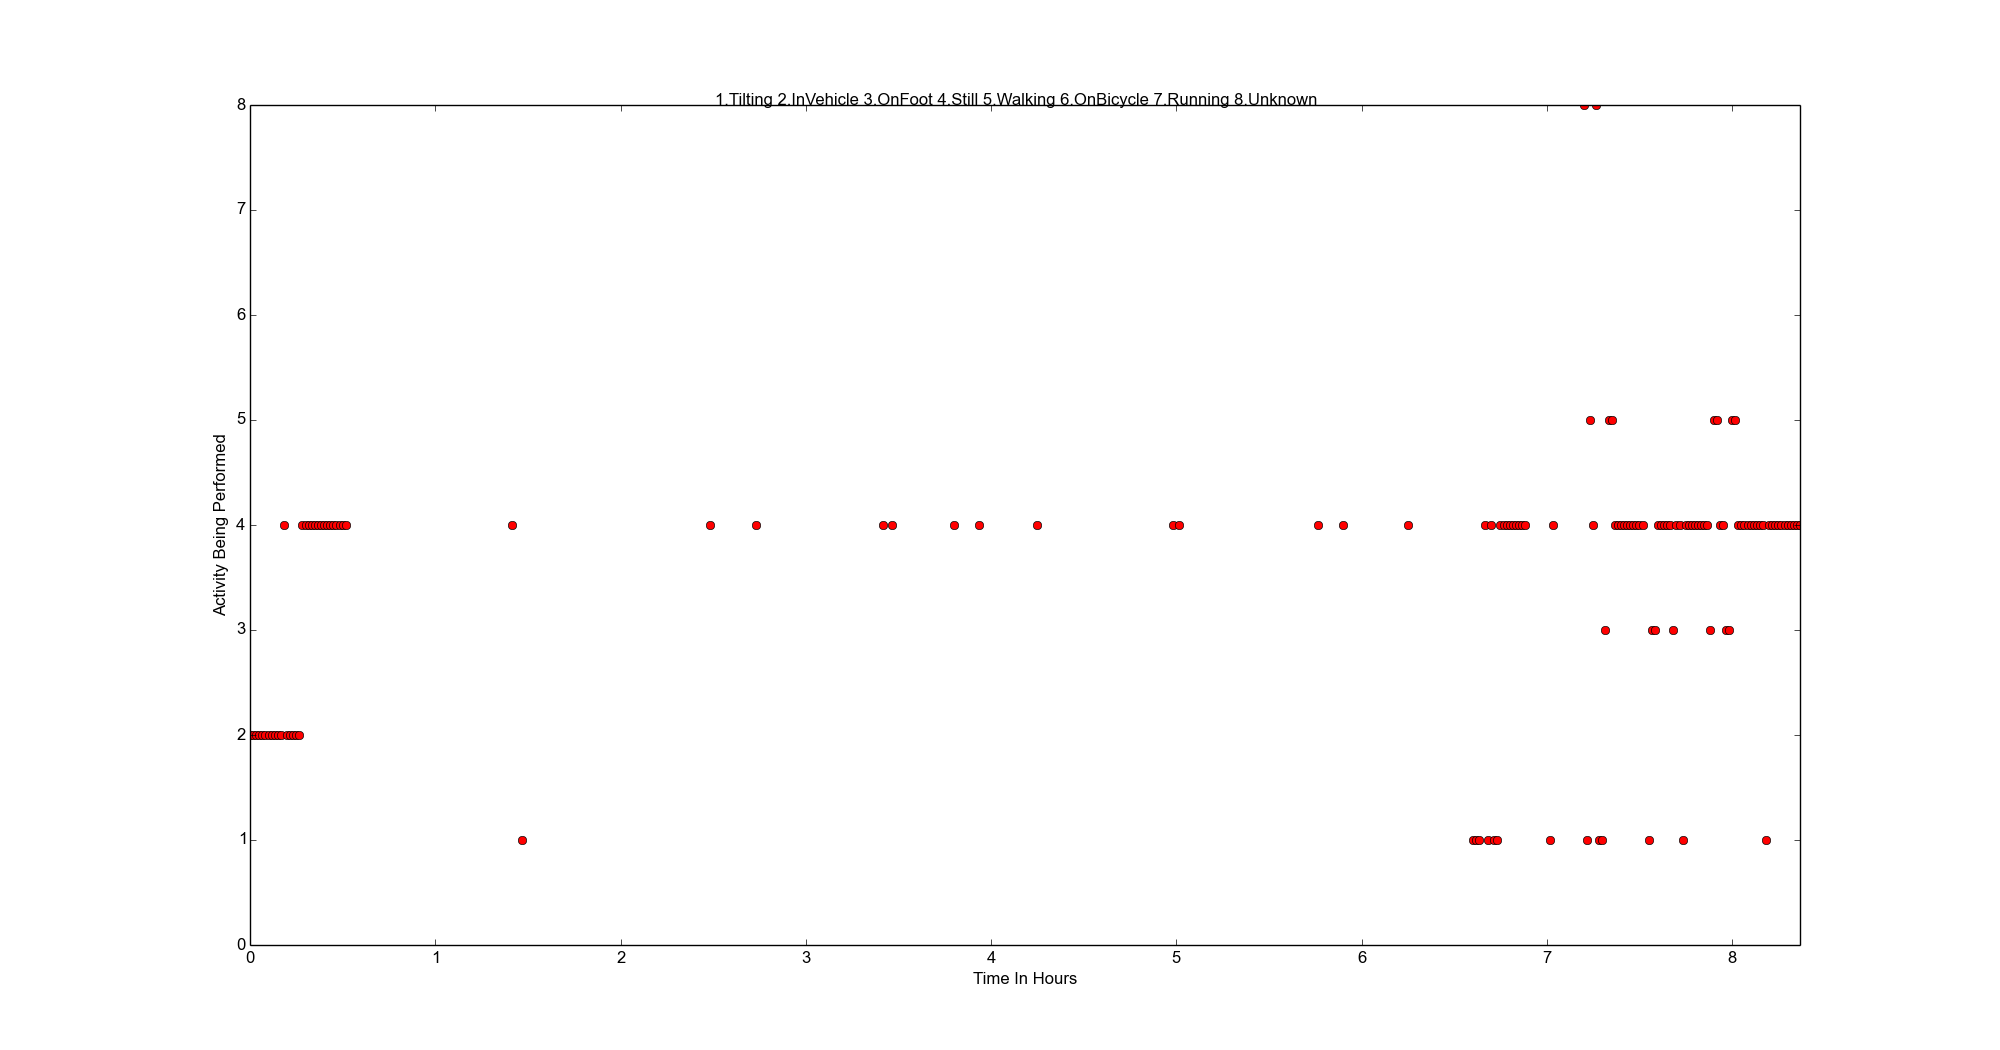 1.Tilting 2.InVehicle 3.OnFoot 4.Still 5.Walking 6.OnBicycle 7.Running 8.Unknown
8
7
6
5
4
3
2
1
0
Activity Being Performed
0 1 2 3 4 5 6 7 8
Time In Hours